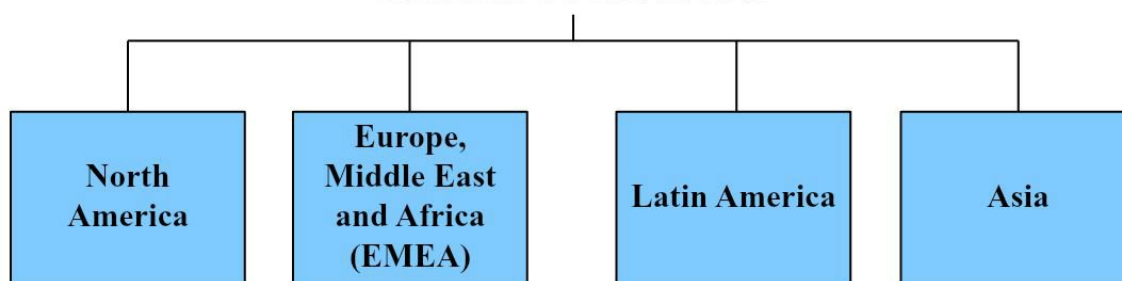 North
America
Europe,
Middle East
and Africa
(EMEA)
Latin America
Asia